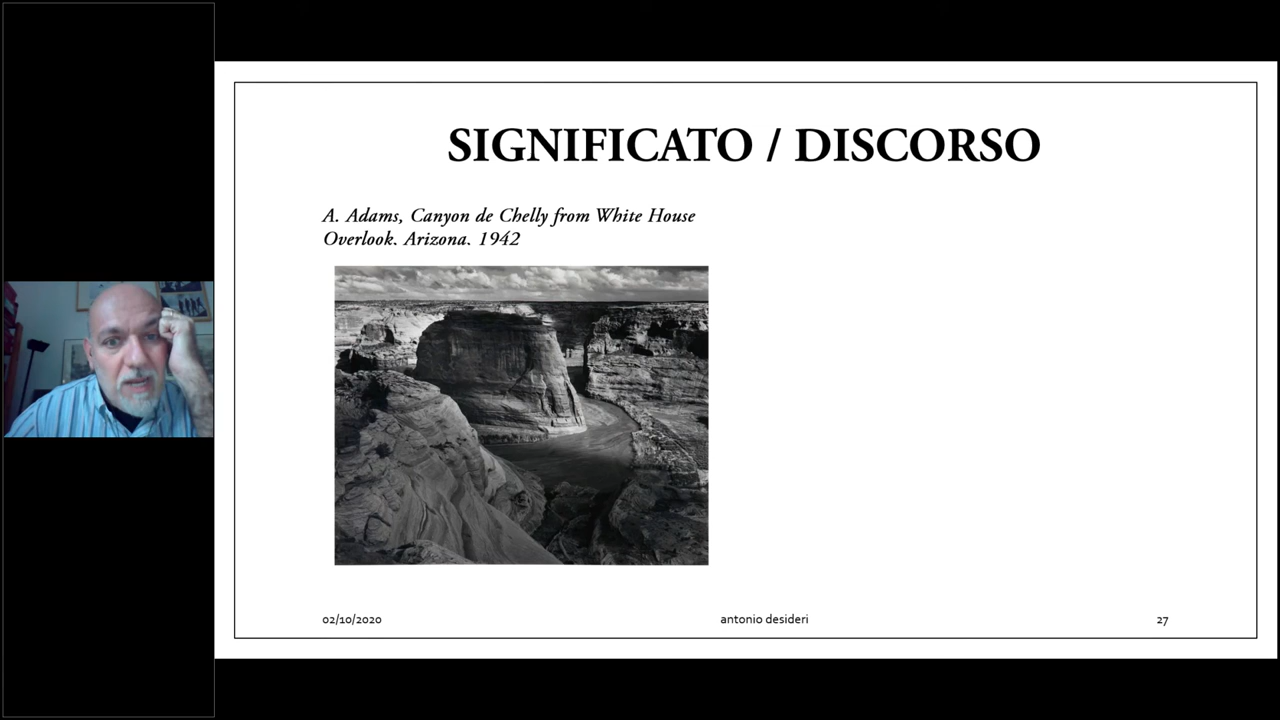 SIGNIFICATO / DISCORSO
A. Adams, Canyon de Chelly from White House
Overlook. Arizona. 1942
02/10/2020
antonio desideri
27